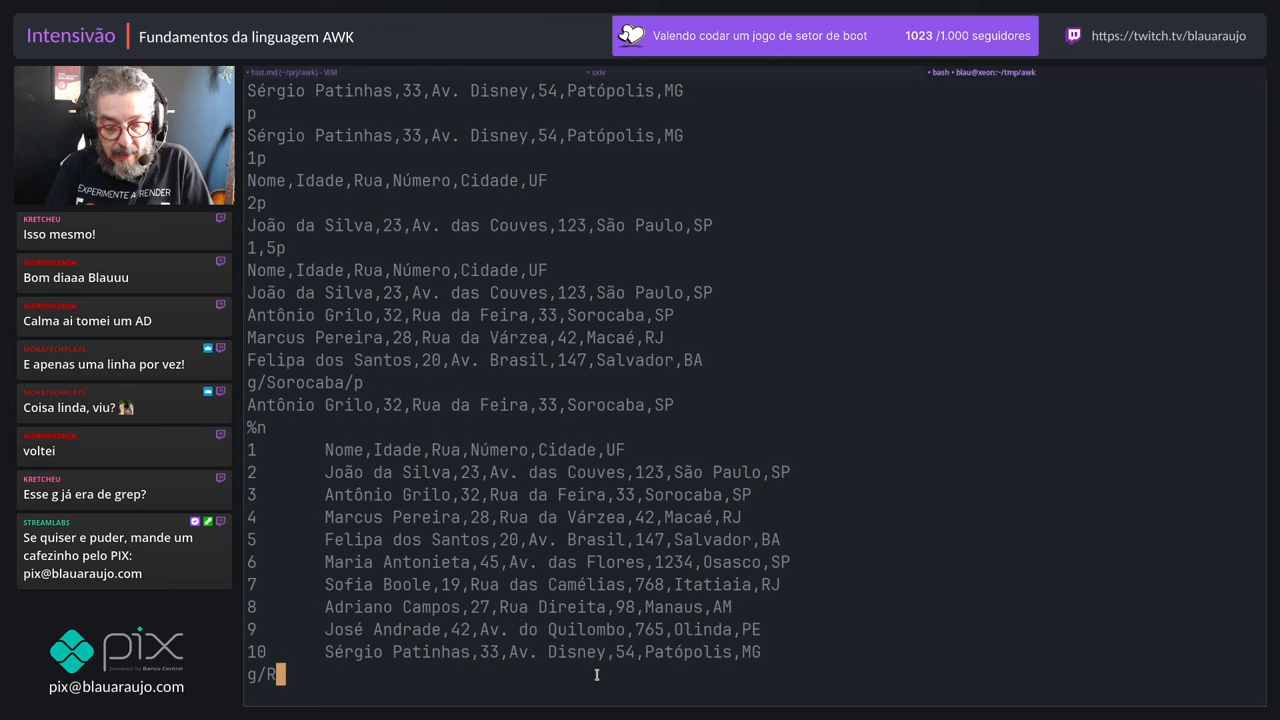 Intensivão
Fundamentos da linguagem AWK
Valendo codar um jogo de setor de boot
1023 /1.000 seguidores
https://twitch.tv/blauaraujo
• hist.md (~/prj/awk) - VIM
• sxiv
• bash • blau@xeon:~/tmp/awk
EXPERIMENTE A RENDER
KRETCHEU
Isso mesmo!
IGORSOUZAQA
Bom diaaa Blauuu
IGORSOUZAQA
Calma ai tomei um AD
MOKATECHPLAYS
E apenas uma linha por vez!
MOKATECHPLAYS
Coisa linda, viu?
IGORSOUZAQA
voltei
KRETCHEU
Esse g já era de grep?
STREAMLABS
Se quiser e puder, mande um
cafezinho pelo PIX:
pix@blauaraujo.com
pix
powered by Banco Central
pix@blauaraujo.com
Sérgio Patinhas,33,Av. Disney,54,Patópolis,MG
p
Sérgio Patinhas,33,Av. Disney,54,Patópolis,MG
1p
Nome,Idade,Rua,Número,Cidade,UF
2p
João da Silva,23,Av. das Couves,123,São Paulo,SP
1,5p
Nome,Idade,Rua,Número,Cidade,UF
João da Silva,23,Av. das Couves,123,São Paulo,SP
Antônio Grilo,32,Rua da Feira,33,Sorocaba,SP
Marcus Pereira,28,Rua da Várzea,42,Macaé,RJ
Felipa dos Santos,20,Av. Brasil,147,Salvador,BA
g/Sorocaba/p
Antônio Grilo,32,Rua da Feira,33,Sorocaba,SP
%n
1 Nome,Idade,Rua,Número,Cidade,UF
2 João da Silva,23,Av. das Couves,123,São Paulo,SP
3 Antônio Grilo,32,Rua da Feira,33,Sorocaba,SP
4 Marcus Pereira,28,Rua da Várzea,42,Macaé,RJ
5 Felipa dos Santos,20,Av. Brasil,147,Salvador,BA
6 Maria Antonieta,45,Av. das Flores,1234,Osasco,SP
7 Sofia Boole,19,Rua das Camélias,768,Itatiaia,RJ
8 Adriano Campos,27,Rua Direita,98,Manaus,AM
9 José Andrade,42,Av. do Quilombo,765,Olinda,PE
10 Sérgio Patinhas,33,Av. Disney,54,Patópolis,MG
g/R